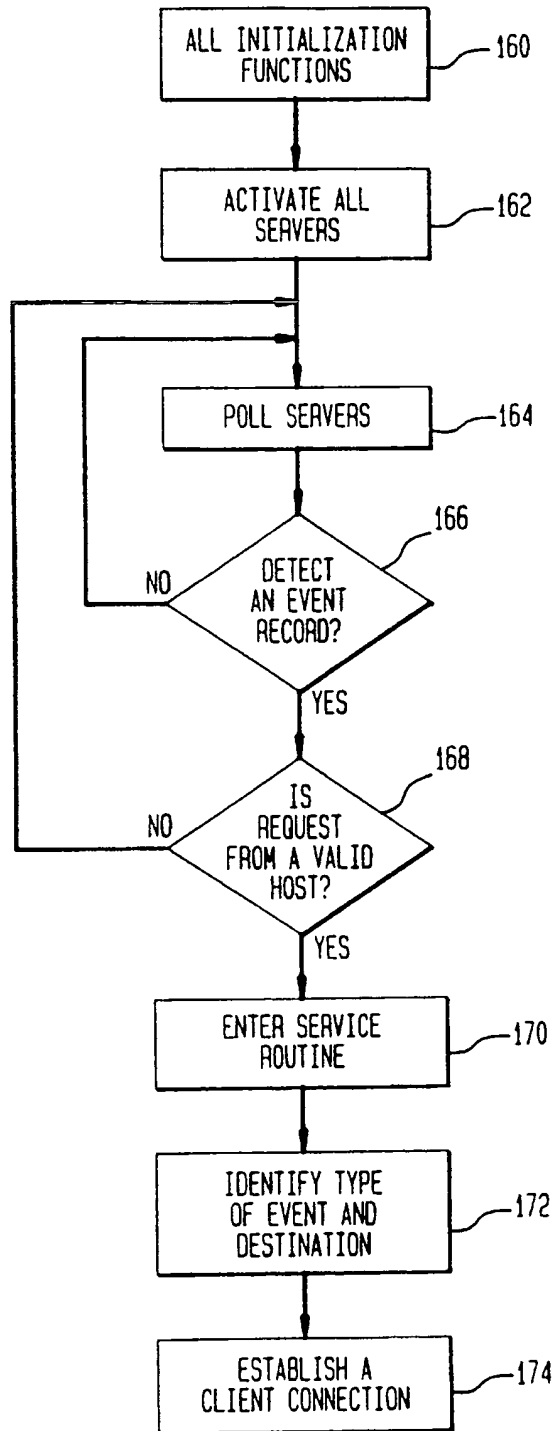 ALL INITIALIZATION
FUNCTIONS
160
ACTIVATE ALL
SERVERS
162
POLL SERVERS
164
166
NO
DETECT
AN EVENT
RECORD?
YES
168
NO
IS
REQUEST
FROM A VALID
HOST?
YES
ENTER SERVICE
ROUTINE
170
IDENTIFY TYPE
OF EVENT AND
DESTINATION
172
ESTABLISH A
CLIENT CONNECTION
174